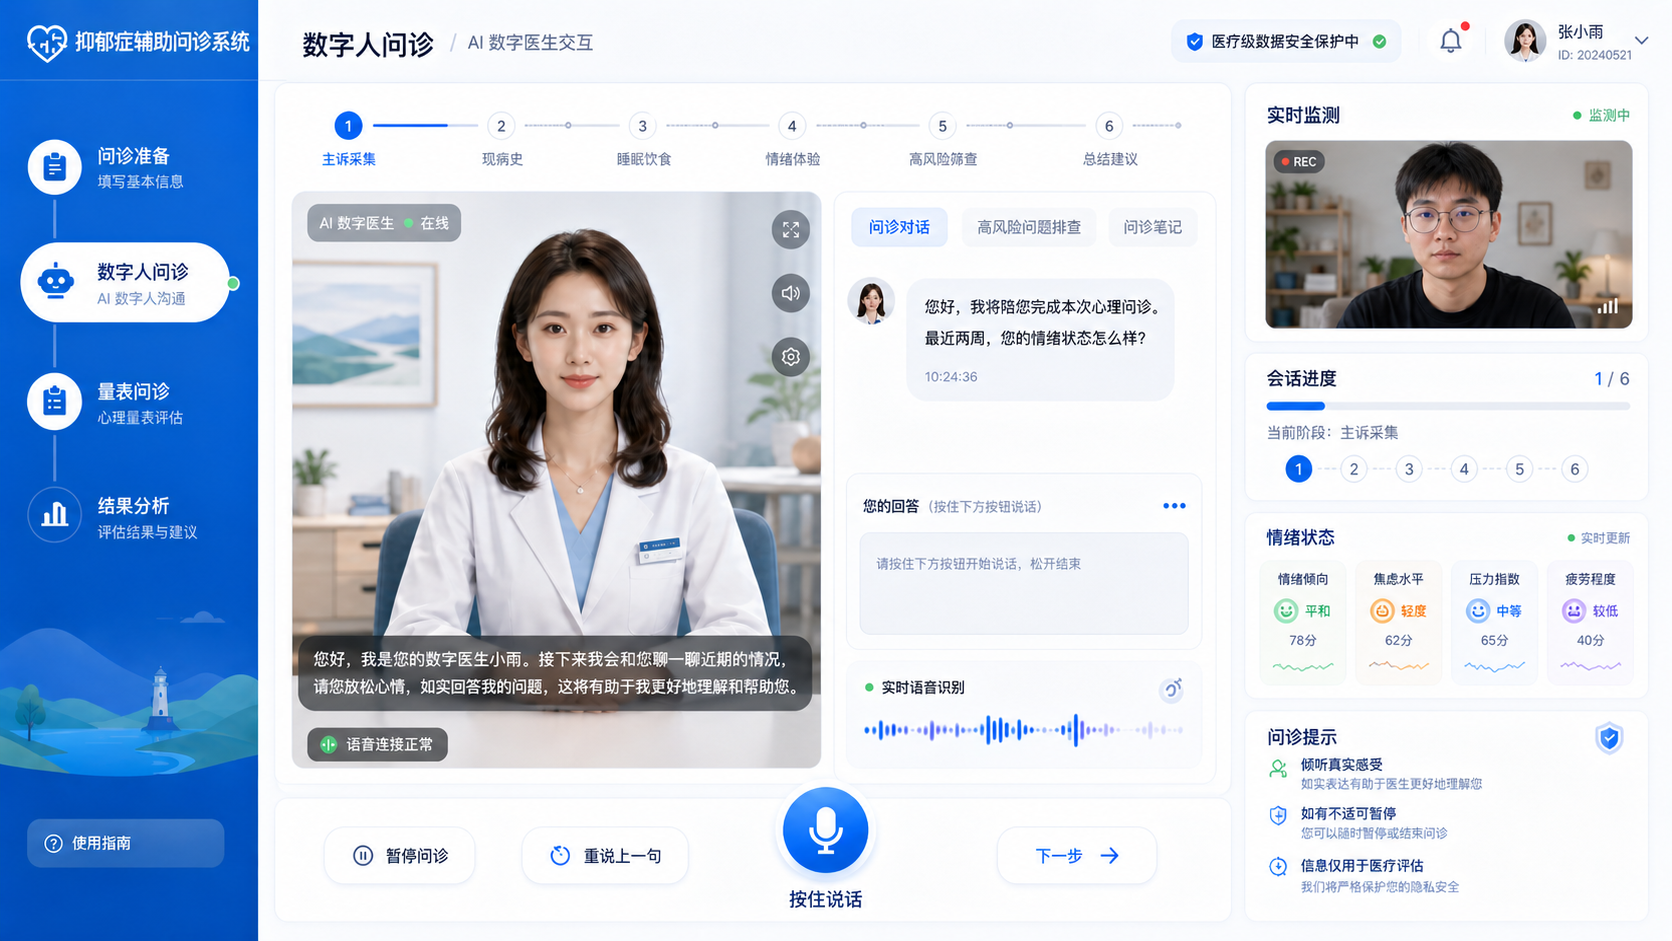 抑郁症辅助问诊系统
数字人问诊 / AI 数字医生交互
医疗级数据安全保护中
张小雨
ID: 20240521
问诊准备
填写基本信息
数字人问诊
AI 数字人沟通
量表问诊
心理量表评估
结果分析
评估结果与建议
使用指南
1 2 3 4 5 6
主诉采集 现病史 睡眠饮食 情绪体验 高风险筛查 总结建议
AI 数字医生 在线
您好，我是您的数字医生小雨。接下来我会和您聊一聊近期的情况，
请您放松心情，如实回答我的问题，这将有助于我更好地理解和帮助您。
语音连接正常
问诊对话 高风险问题排查 问诊笔记
您好，我将陪您完成本次心理问诊。
最近两周，您的情绪状态怎么样？
10:24:36
您的回答（按住下方按钮说话）
请按住下方按钮开始说话，松开结束
实时语音识别
暂停问诊
重说上一句
按住说话
下一步
实时监测
监测中
REC
会话进度
1 / 6
当前阶段：主诉采集
1 2 3 4 5 6
情绪状态
实时更新
情绪倾向 焦虑水平 压力指数 疲劳程度
平和 轻度 中等 较低
78分 62分 65分 40分
问诊提示
倾听真实感受
如实表达有助于医生更好地理解您
如有不适可暂停
您可以随时暂停或结束问诊
信息仅用于医疗评估
我们将严格保护您的隐私安全